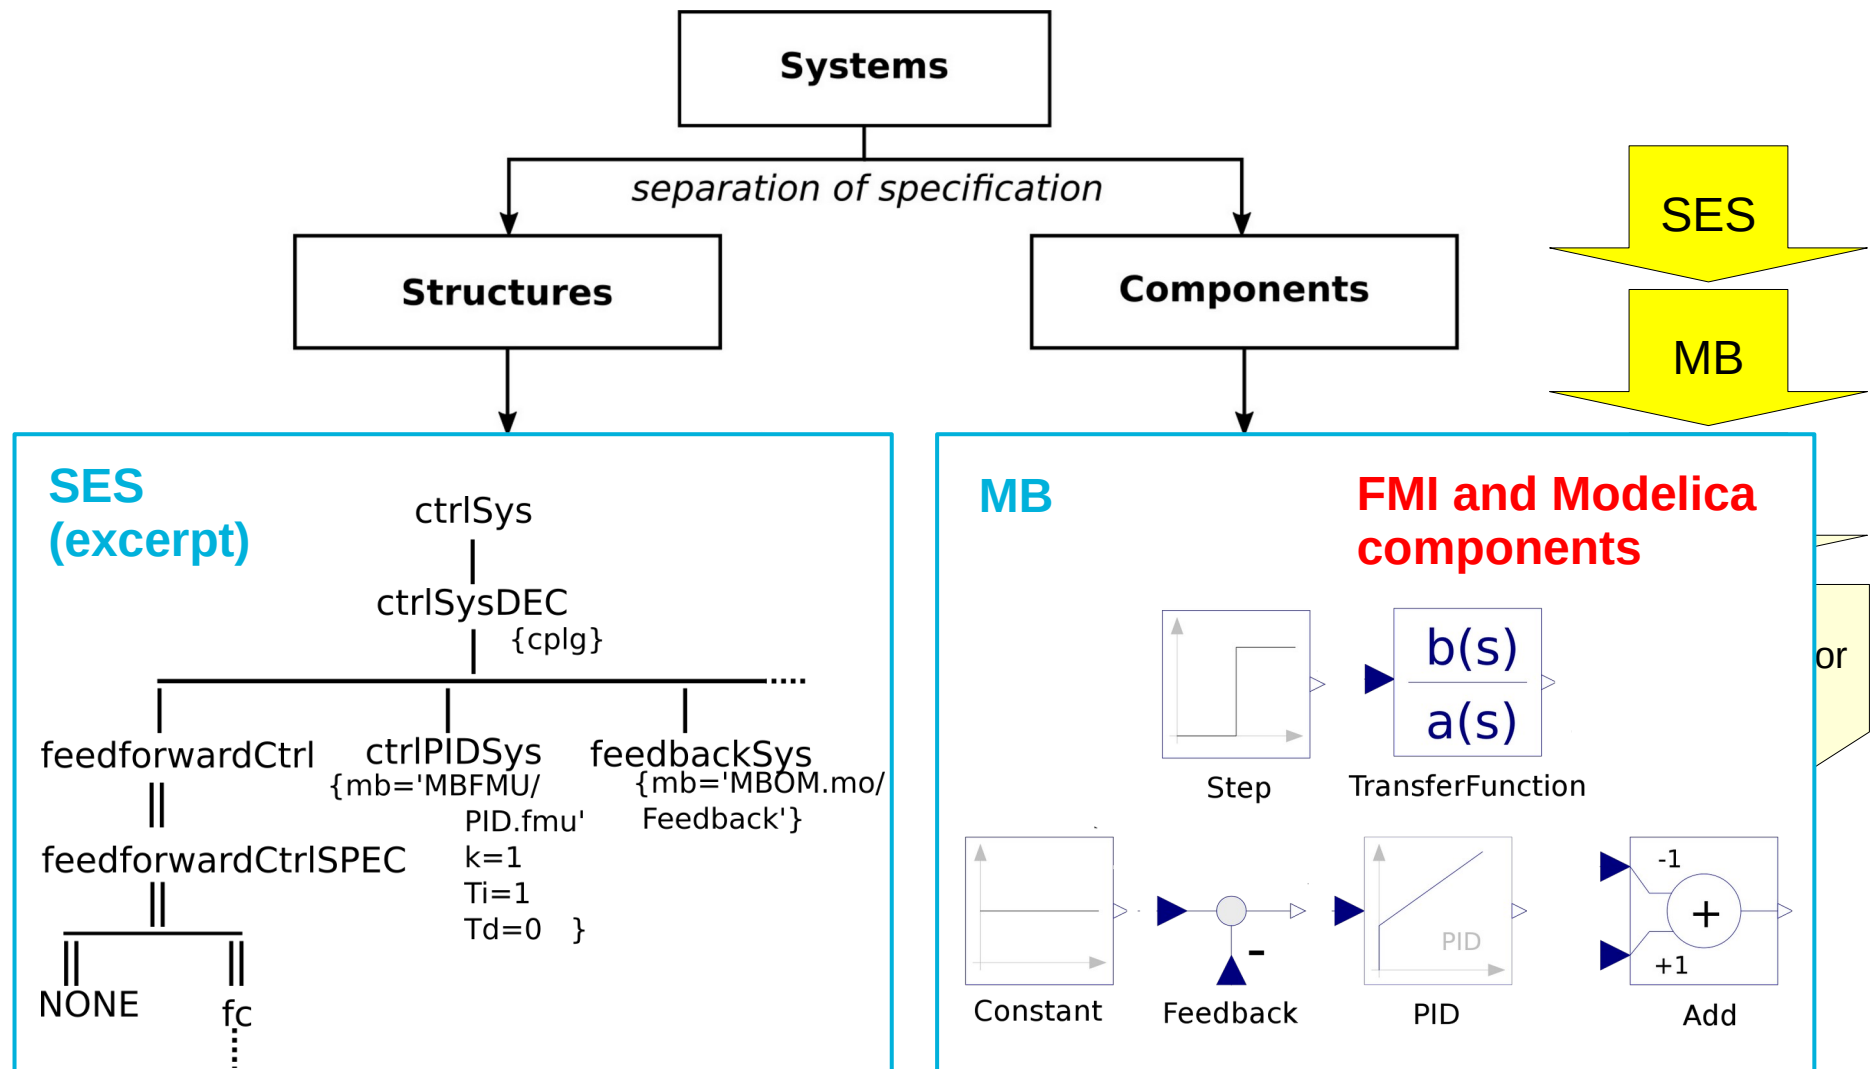 Systems
separation of specification
Structures
Components
SES
MB
SES
(excerpt)
ctrlSys
ctrlSysDEC
{cplg}
feedforwardCtrl
ctrlPIDSys
{mb='MBFMU/
PID.fmu'
k=1
Ti=1
Td=0 }
feedbackSys
{mb='MBOM.mo/
Feedback'}
feedforwardCtrlSPEC
NONE
fc
MB
FMI and Modelica
components
Step
b(s)
a(s)
TransferFunction
Constant
-
Feedback
PID
PID
-1
+
+1
Add
or